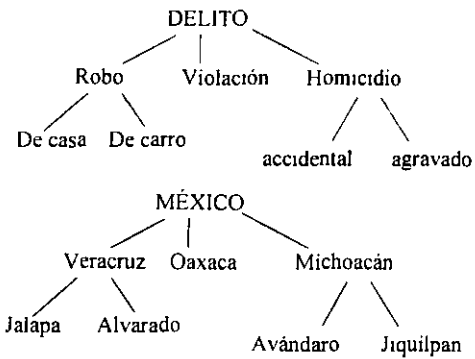 DELITO
Robo Violación Homicidio
De casa De carro
accidental agravado
MÉXICO
Veracruz Oaxaca Michoacán
Jalapa Alvarado
Avándaro Jiquilpan